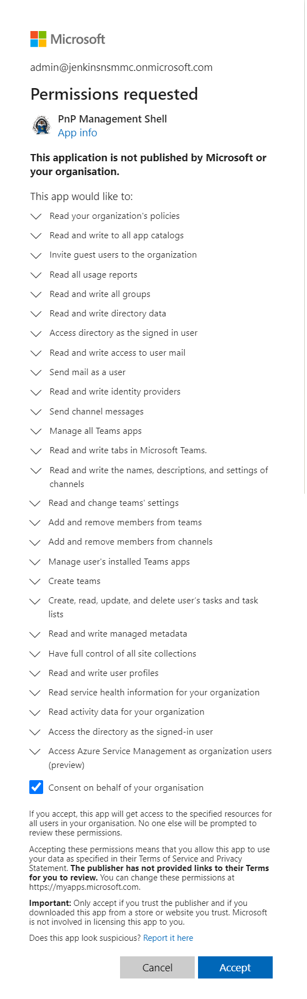 Microsoft
admin@jenkinsnsmmc.onmicrosoft.com
Permissions requested
PnP Management Shell
App info
This application is not published by Microsoft or
your organisation.
This app would like to:
Read your organization's policies
Read and write to all app catalogs
Invite guest users to the organization
Read all usage reports
Read and write all groups
Read and write directory data
Access directory as the signed in user
Read and write access to user mail
Send mail as a user
Read and write identity providers
Send channel messages
Manage all Teams apps
Read and write tabs in Microsoft Teams.
Read and write the names, descriptions, and settings of
channels
Read and change teams' settings
Add and remove members from teams
Add and remove members from channels
Manage user's installed Teams apps
Create teams
Create, read, update, and delete user’s tasks and task
lists
Read and write managed metadata
Have full control of all site collections
Read and write user profiles
Read service health information for your organization
Read activity data for your organization
Access the directory as the signed-in user
Access Azure Service Management as organization users
(preview)
Consent on behalf of your organisation
If you accept, this app will get access to the specified resources for
all users in your organisation. No one else will be prompted to
review these permissions.
Accepting these permissions means that you allow this app to use
your data as specified in their Terms of Service and Privacy
Statement. The publisher has not provided links to their Terms
for you to review. You can change these permissions at
https://myapps.microsoft.com.
Important: Only accept if you trust the publisher and if you
downloaded this app from a store or website you trust. Microsoft
is not involved in licensing this app to you.
Does this app look suspicious? Report it here
Cancel Accept